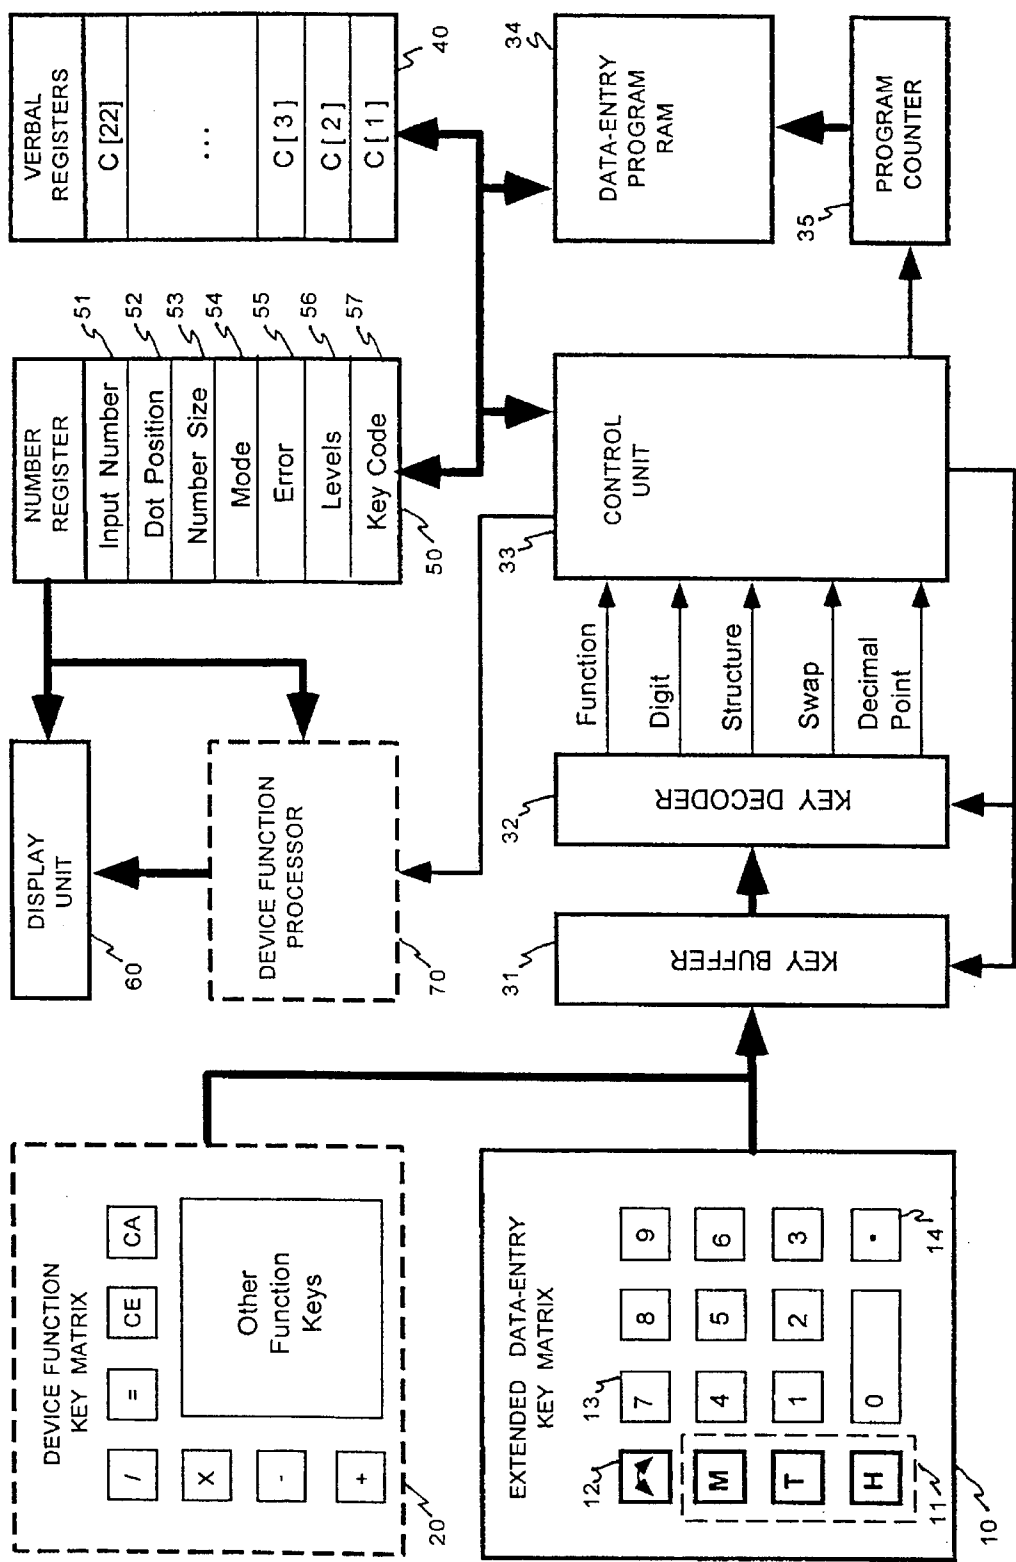 DEVICE FUNCTION
KEY MATRIX
/
=
CE
CA
X
-
+
Other
Function
Keys
20
EXTENDED DATA-ENTRY
KEY MATRIX
12
13
7
8
9
M
4
5
6
T
1
2
3
H
0
.
11
14
10
DISPLAY
UNIT
60
DEVICE FUNCTION
PROCESSOR
70
KEY BUFFER
31
KEY DECODER
32
Function
Digit
Structure
Swap
Decimal
Point
NUMBER
REGISTER
Input Number
Dot Position
Number Size
Mode
Error
Levels
Key Code
51
52
53
54
55
56
57
50
CONTROL
UNIT
33
VERBAL
REGISTERS
C [22]
...
C [ 3 ]
C [ 2 ]
C [ 1 ]
40
DATA-ENTRY
PROGRAM
RAM
34
PROGRAM
COUNTER
35